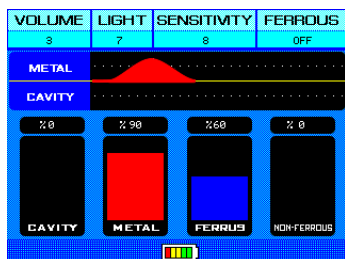 VOLUME LIGHT SENSITIVITY FERROUS
3 7 8 OFF
METAL
CAVITY
%0 %90 %60 % 0
CAVITY METAL FERRUS NON-FERROUS